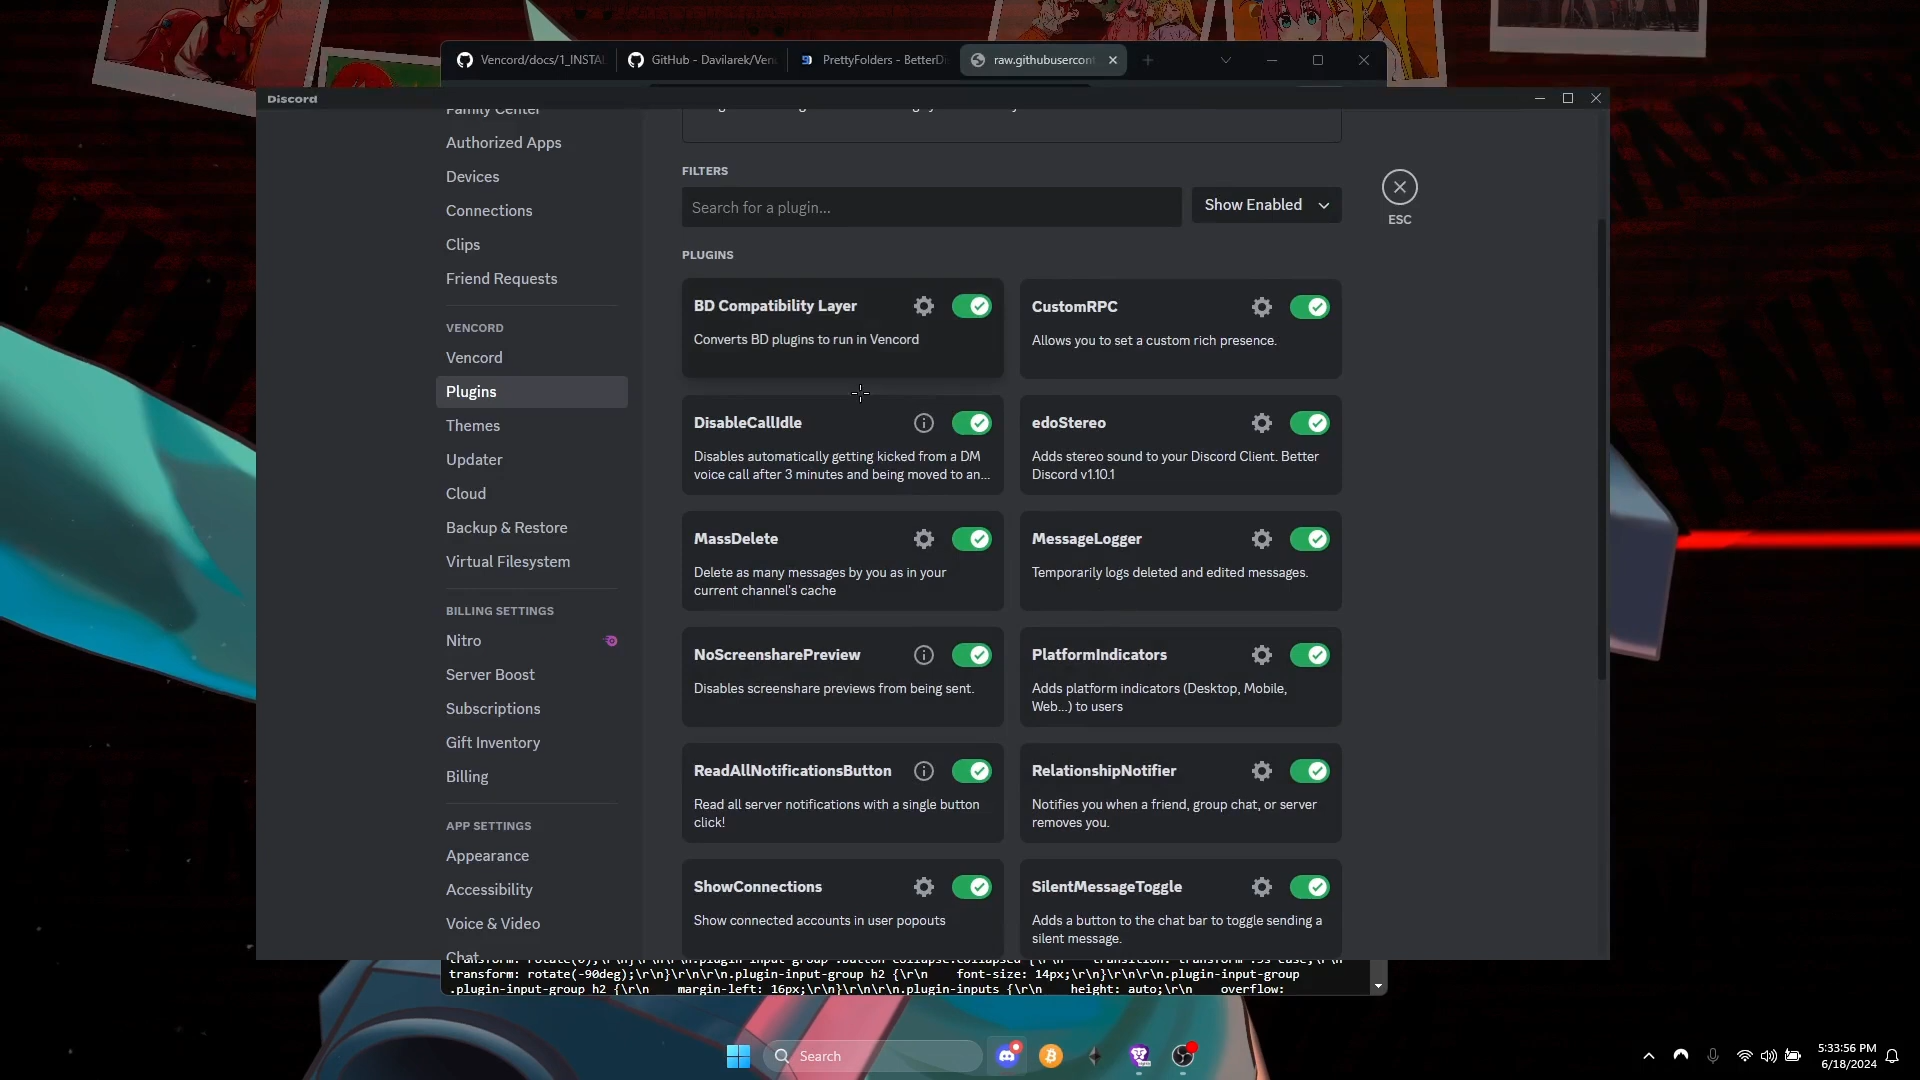 Vencord/docs/1_INSTAL
GitHub - Davilarek/Venc
PrettyFolders - BetterDi
raw.githubusercont
Discord
Family Center
Authorized Apps
Devices
Connections
Clips
Friend Requests
VENCORD
Vencord
Plugins
Themes
Updater
Cloud
Backup & Restore
Virtual Filesystem
BILLING SETTINGS
Nitro
Server Boost
Subscriptions
Gift Inventory
Billing
APP SETTINGS
Appearance
Accessibility
Voice & Video
Chat
FILTERS
Search for a plugin...
Show Enabled
ESC
PLUGINS
BD Compatibility Layer
Converts BD plugins to run in Vencord
CustomRPC
Allows you to set a custom rich presence.
DisableCallIdle
Disables automatically getting kicked from a DM
voice call after 3 minutes and being moved to an...
edoStereo
Adds stereo sound to your Discord Client. Better
Discord v1.10.1
MassDelete
Delete as many messages by you as in your
current channel's cache
MessageLogger
Temporarily logs deleted and edited messages.
NoScreensharePreview
Disables screenshare previews from being sent.
PlatformIndicators
Adds platform indicators (Desktop, Mobile,
Web...) to users
ReadAllNotificationsButton
Read all server notifications with a single button
click!
RelationshipNotifier
Notifies you when a friend, group chat, or server
removes you.
ShowConnections
Show connected accounts in user popouts
SilentMessageToggle
Adds a button to the chat bar to toggle sending a
silent message.
transform: rotate(-90deg);\r\n}\r\n\r\n.plugin-input-group h2 {\r\n    font-size: 14px;\r\n}\r\n\r\n.plugin-input-group
.plugin-input-group h2 {\r\n    margin-left: 16px;\r\n}\r\n\r\n.plugin-inputs {\r\n    height: auto;\r\n    overflow:
Search
5:33:56 PM
6/18/2024